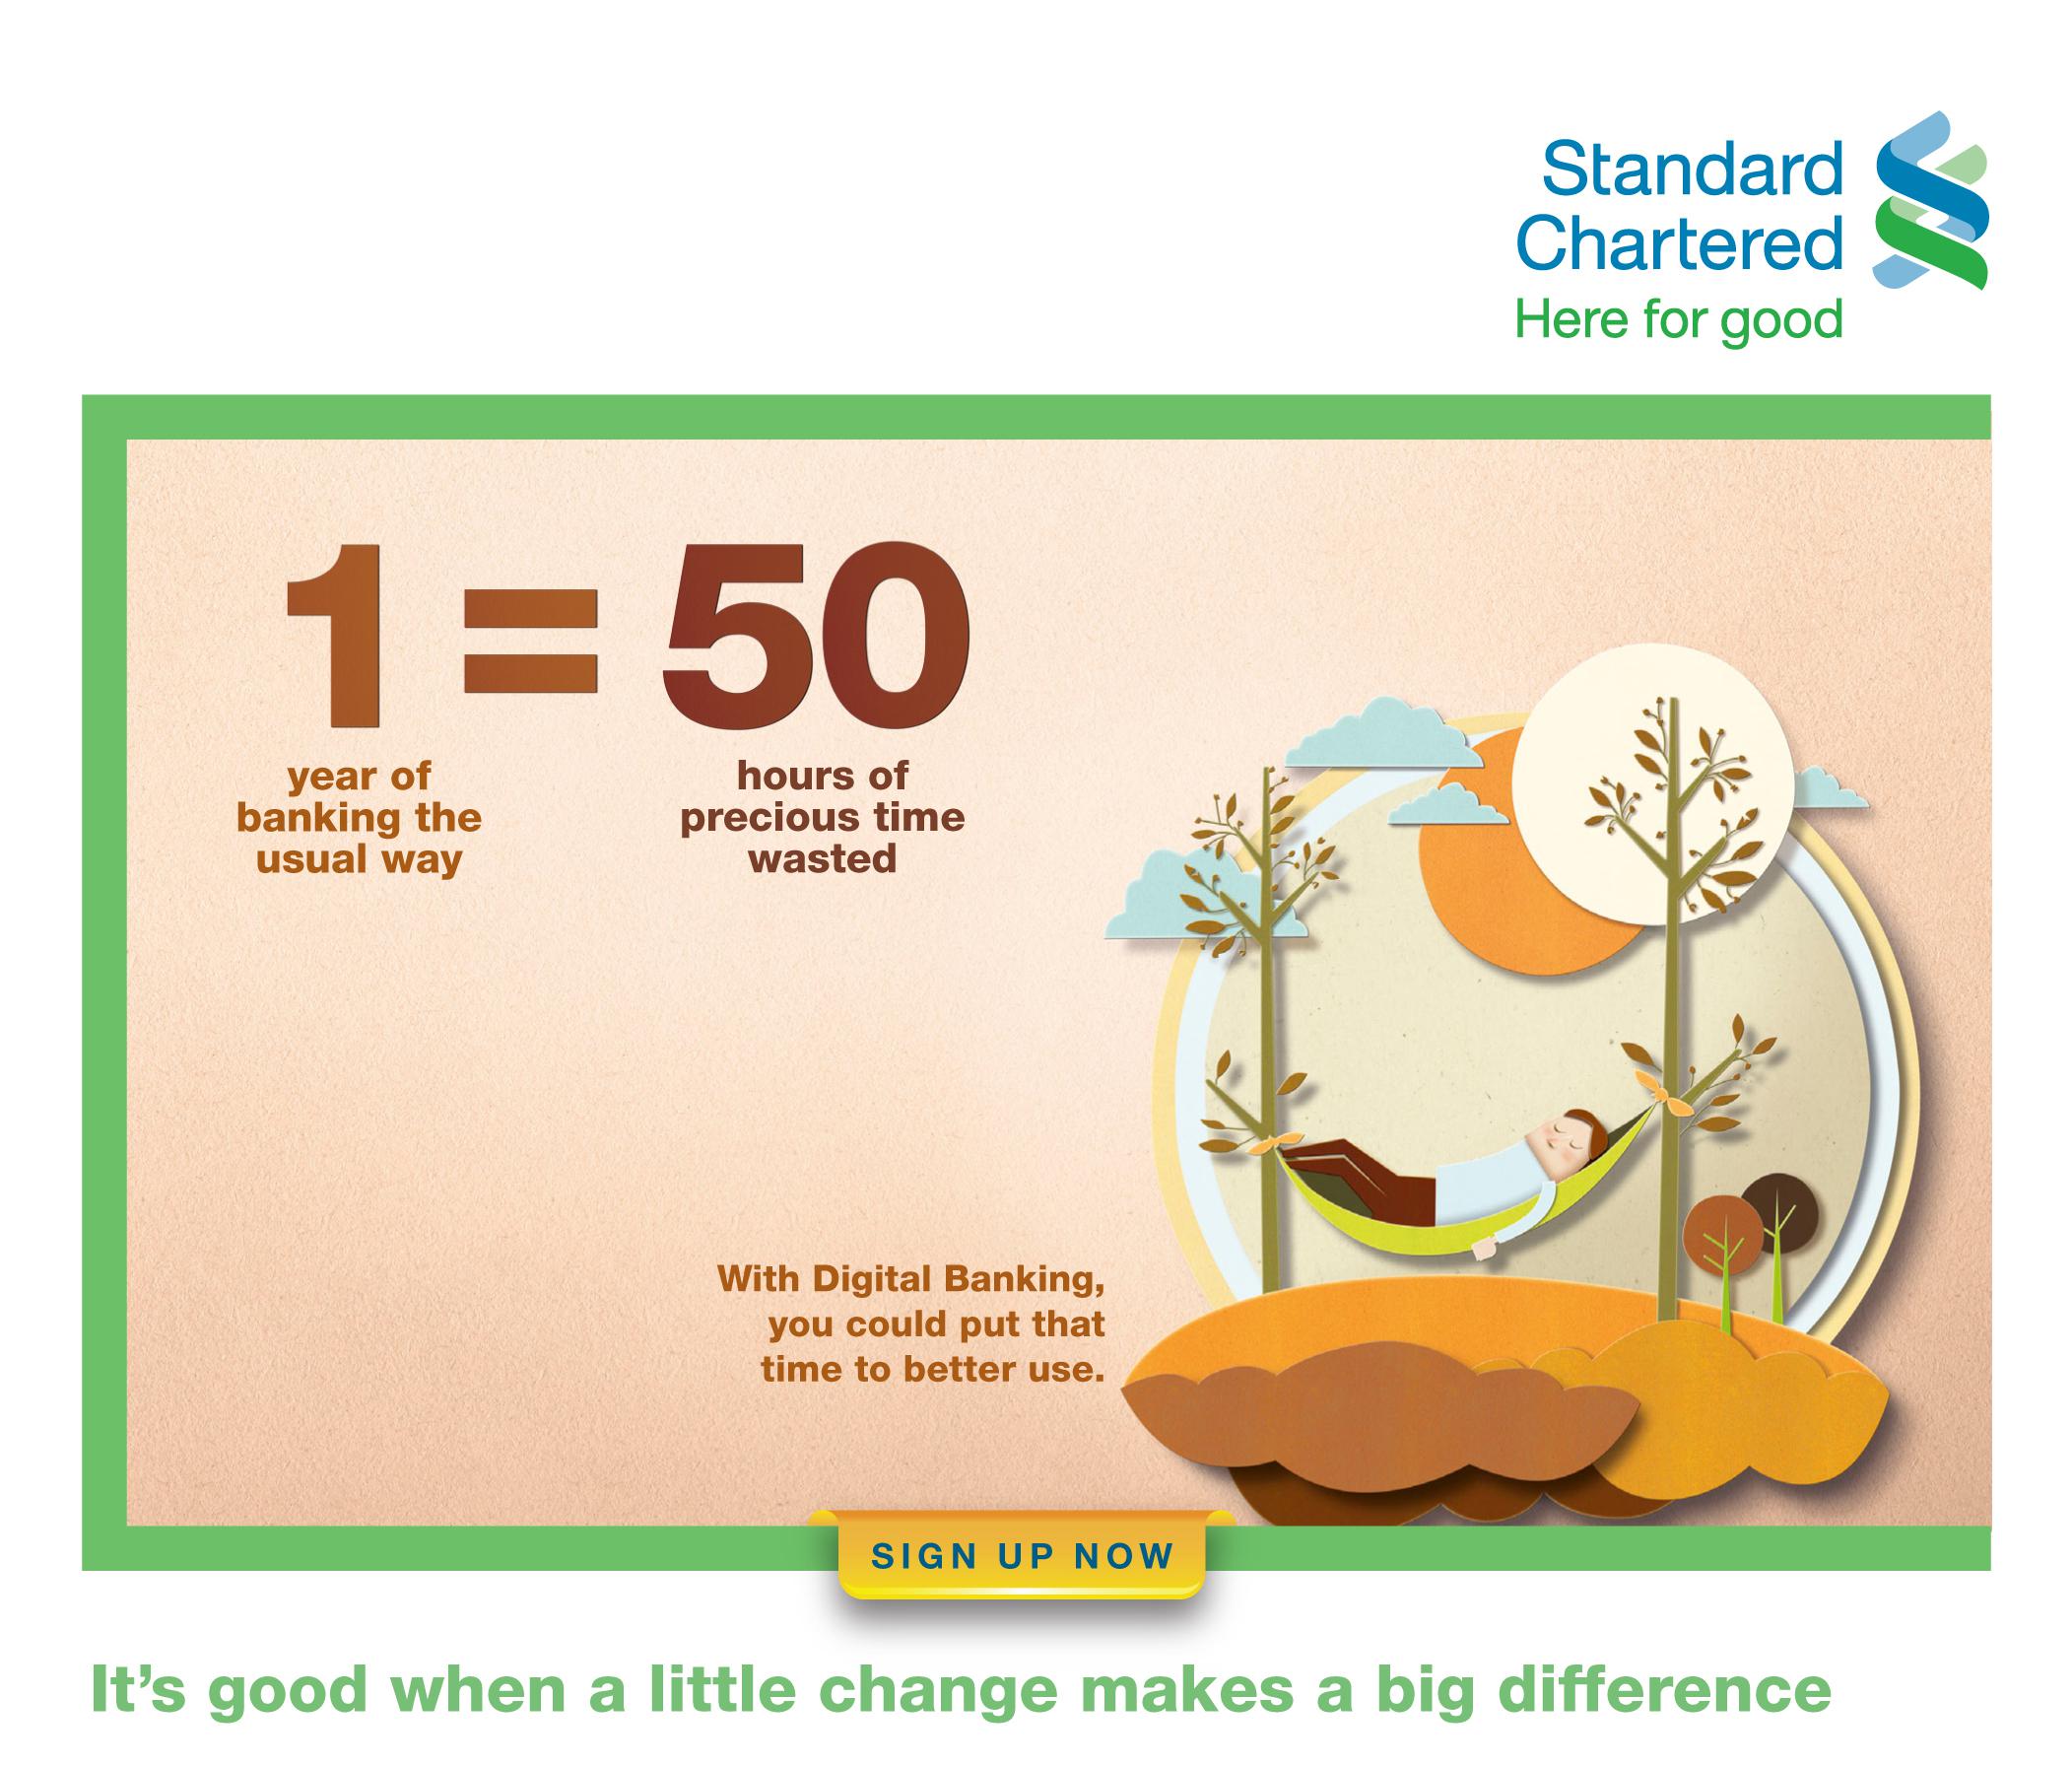 Standard
Chartered
Here for good
1 = 50
year of
banking the
usual way
hours of
precious time
wasted
With Digital Banking,
you could put that
time to better use.
SIGN UP NOW
It’s good when a little change makes a big difference